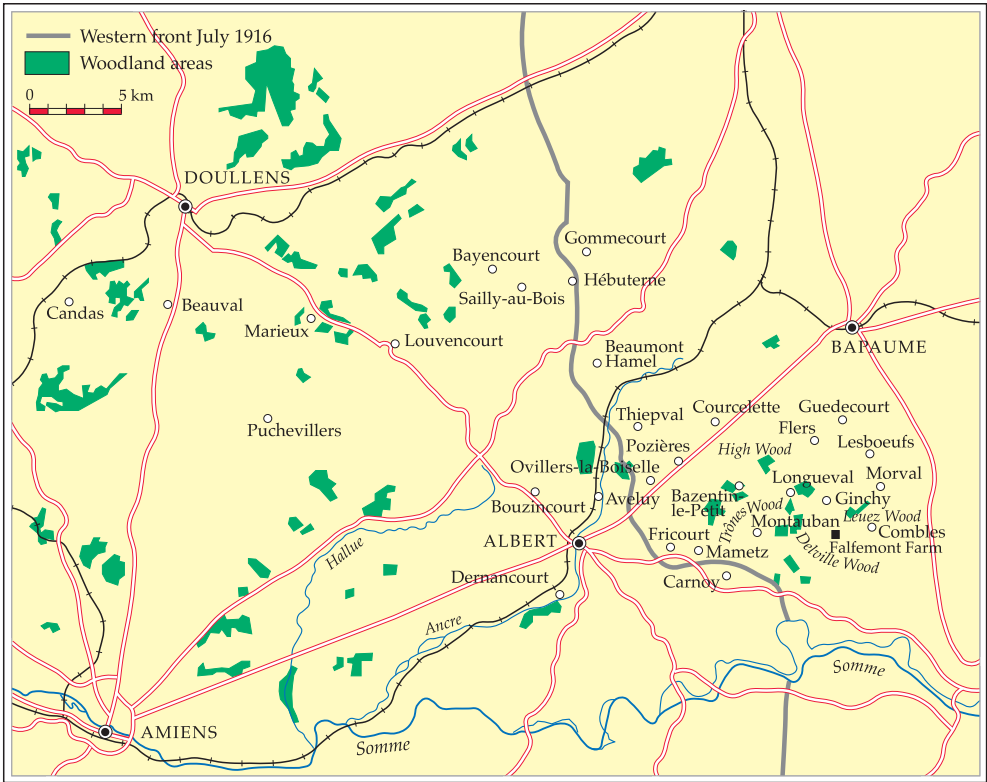 Western front July 1916
Woodland areas
0 5 km
DOULLENS
Gommecourt
Bayencourt
Hébuterne
Sailly-au-Bois
Candas
Beauval
Marieux
Louvencourt
BAPAUME
Beaumont
Hamel
Puchevillers
Thiepval
Courcelette
Guedecourt
Flers
Pozières
High Wood
Lesboeufs
Ovillers-la-Boiselle
Longueval
Morval
Bouzincourt
Aveluy
Bazentin-
le-Petit
Ginchy
Trônes Wood
Leuez Wood
Montauban
Combles
ALBERT
Fricourt
Mametz
Delville Wood
Falfemont Farm
Hallue
Dernancourt
Carnoy
Ancre
Somme
AMIENS
Somme